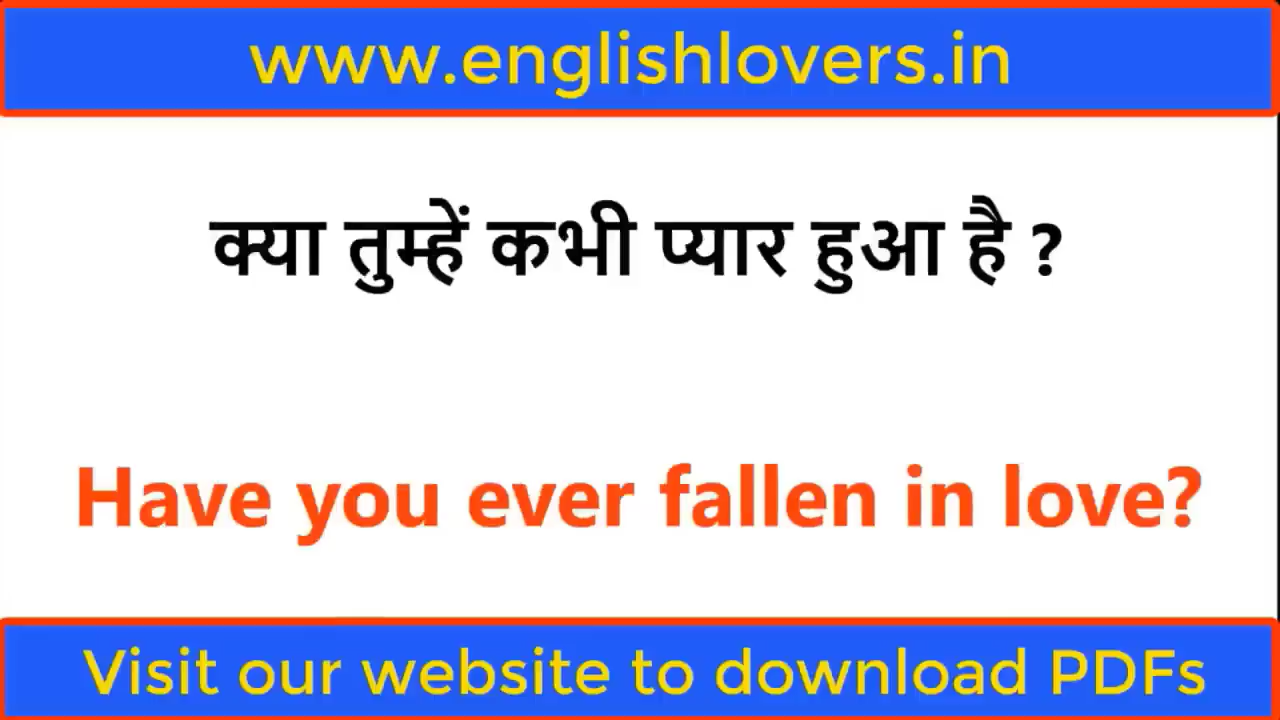 www.englishlovers.in
क्या तुम्हें कभी प्यार हुआ है ?
Have you ever fallen in love?
Visit our website to download PDFs